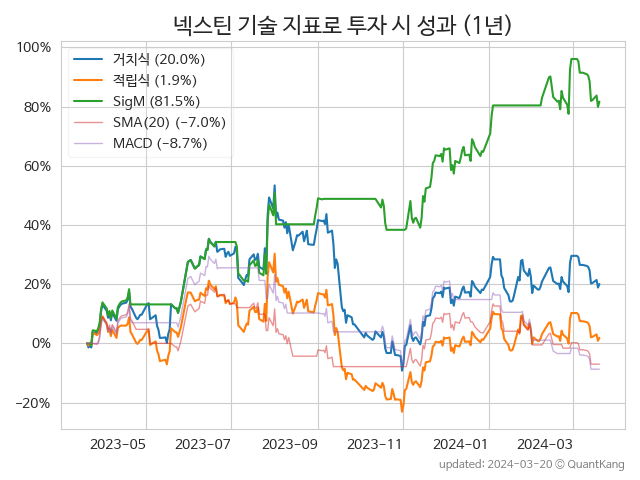 넥스틴 기술 지표로 투자 시 성과 (1년)
100%
80%
60%
40%
20%
0%
−20%
거치식 (20.0%)
적립식 (1.9%)
SigM (81.5%)
SMA(20) (−7.0%)
MACD (−8.7%)
2023-05
2023-07
2023-09
2023-11
2024-01
2024-03
updated: 2024-03-20 © QuantKang